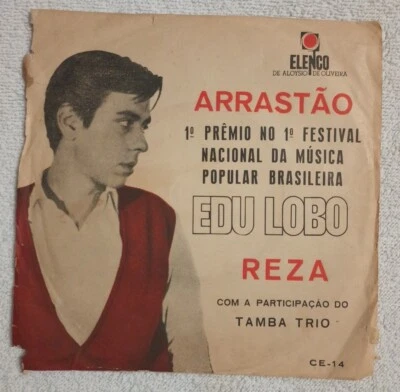 ELENCO
DE ALOYSIO DE OLIVEIRA
ARRASTÃO
1º PRÊMIO NO 1º FESTIVAL
NACIONAL DA MÚSICA
POPULAR BRASILEIRA
EDU LOBO
REZA
COM A PARTICIPAÇÃO DO
TAMBA TRIO
CE-14